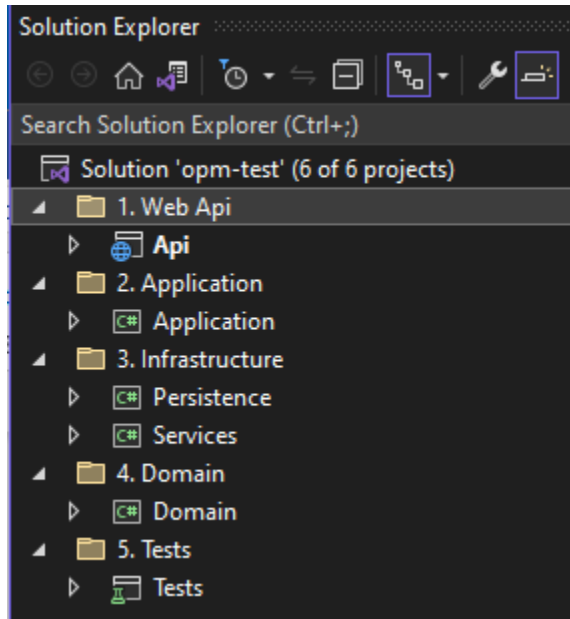 Solution Explorer
Search Solution Explorer (Ctrl+;)
Solution 'opm-test' (6 of 6 projects)
1. Web Api
Api
2. Application
C# Application
3. Infrastructure
C# Persistence
C# Services
4. Domain
C# Domain
5. Tests
Tests